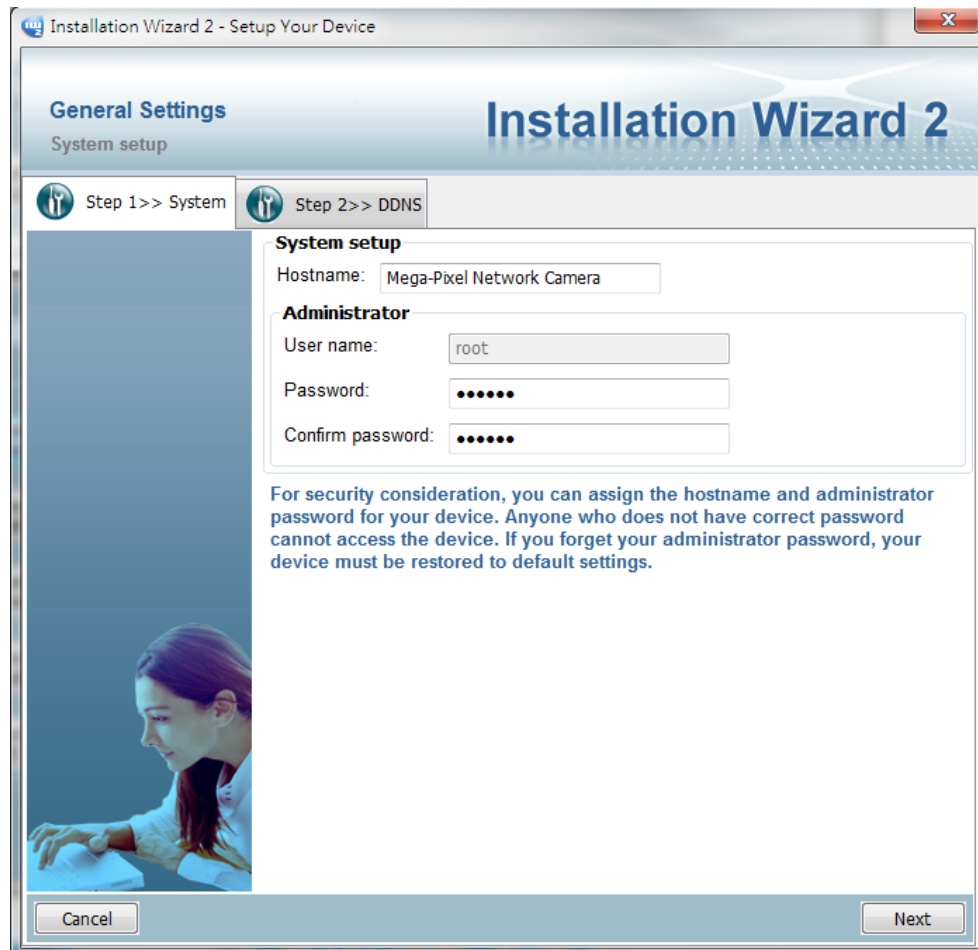 Installation Wizard 2 - Setup Your Device
General Settings
System setup
Installation Wizard 2
Step 1>> System
Step 2>> DDNS
System setup
Hostname: Mega-Pixel Network Camera
Administrator
User name: root
Password: ●●●●●●
Confirm password: ●●●●●●
For security consideration, you can assign the hostname and administrator
password for your device. Anyone who does not have correct password
cannot access the device. If you forget your administrator password, your
device must be restored to default settings.
Cancel
Next